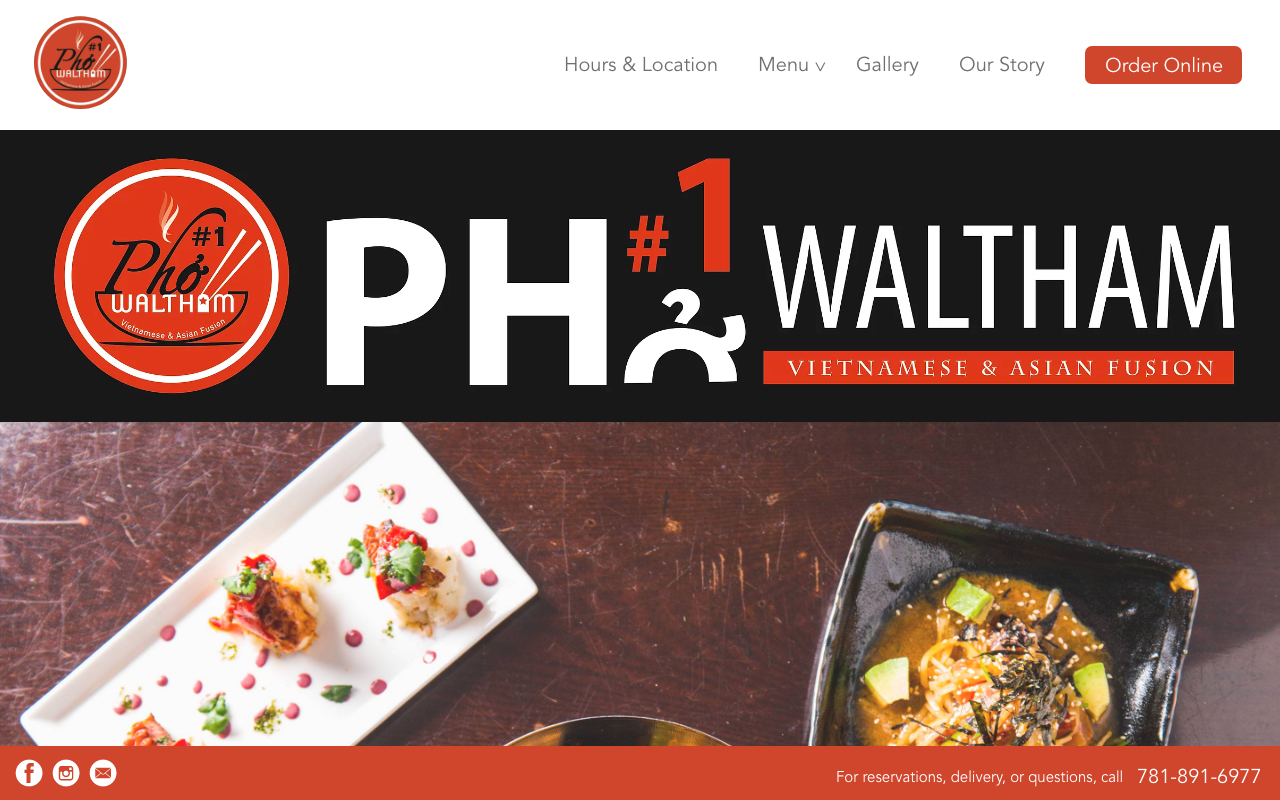 Phở #1
WALTHAM
Hours & Location
Menu v
Gallery
Our Story
Order Online
Phở #1
WALTHAM
Vietnamese & Asian Fusion
PHở #1 WALTHAM
VIETNAMESE & ASIAN FUSION
For reservations, delivery, or questions, call 781-891-6977